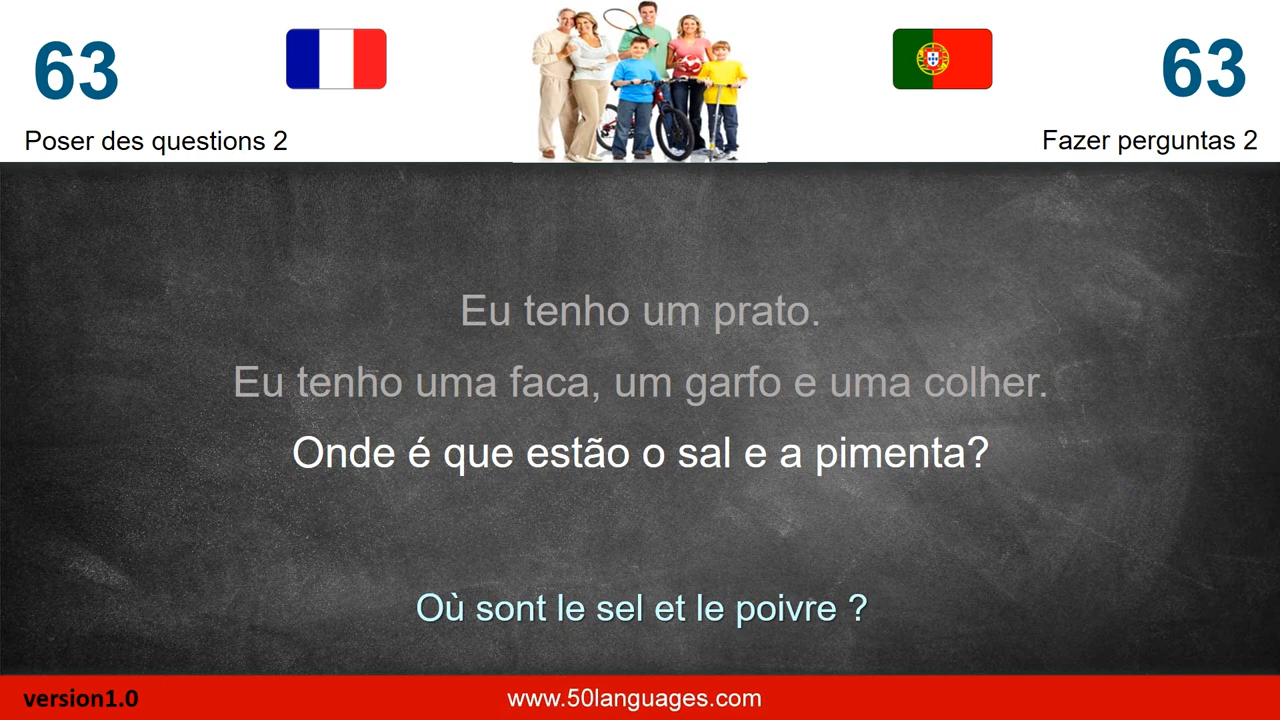 63
63
Poser des questions 2
Fazer perguntas 2
Eu tenho um prato.
Eu tenho uma faca, um garfo e uma colher.
Onde é que estão o sal e a pimenta?
Où sont le sel et le poivre ?
version1.0
www.50languages.com